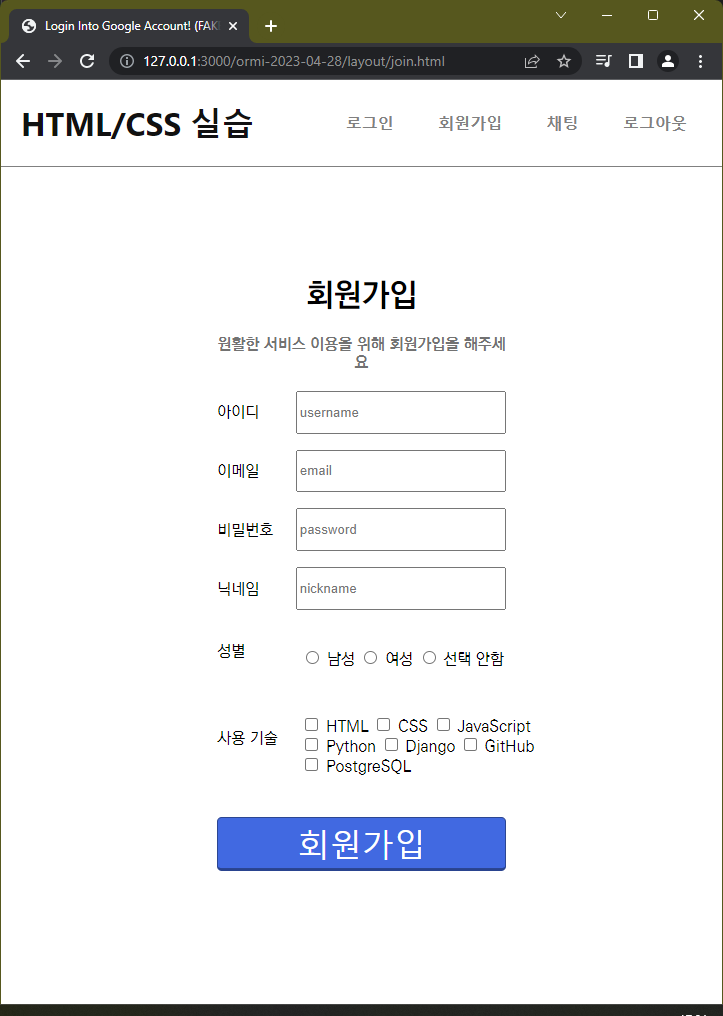 Login Into Google Account! (FAK
127.0.0.1:3000/ormi-2023-04-28/layout/join.html
HTML/CSS 실습 로그인 회원가입 채팅 로그아웃
회원가입
원활한 서비스 이용을 위해 회원가입을 해주세
요
아이디 username
이메일 email
비밀번호 password
닉네임 nickname
성별 남성 여성 선택 안함
사용 기술 HTML CSS JavaScript
Python Django GitHub
PostgreSQL
회원가입